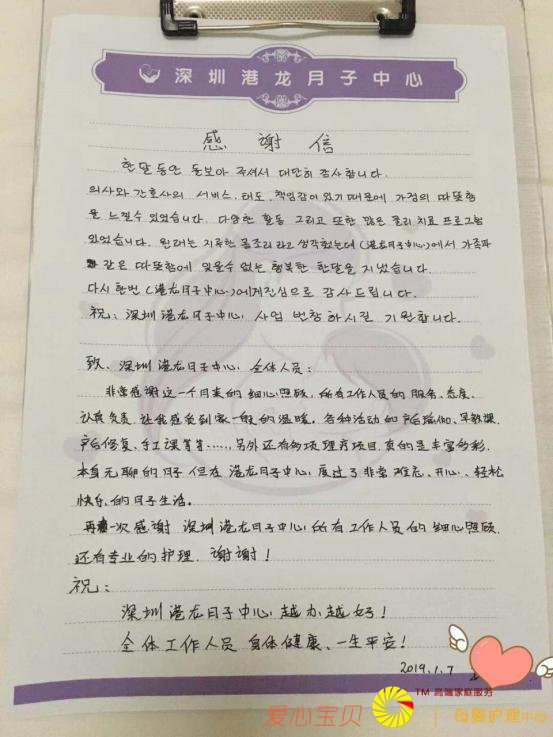 深圳港龙月子中心
感谢信
한달동안 돌보아 주셔서 대단히 감사합니다.
의사와 간호사의 서비스, 태도, 책임감이 있기때문에 가정의 따뜻함
을 느낄수 있었습니다. 다양한 활동 그리고 또한 많은 물리치료 프로그램
있었습니다. 원래는 지루한 몸조리라고 생각했는데 (港龙月子中心)에서 가족과
같은 따뜻함에 잊을수 없는 행복한 한달을 지냈습니다.
다시 한번 (港龙月子中心)에게진심으로 감사드립니다.
祝:深圳港龙月子中心 사업 번창하시길 기원합니다.
致、深圳港龙月子中心 全体人员:
非常感谢这一个月来的细心照顾,所有工作人员的服务、态度、
认真负责 让我感受到家一般的温暖。各种活动如产后瑜伽、早教课、
产后修复、手工课等等……,另外还有多项理疗项目,真的是丰富多彩.
本身无聊的月子 但在 港龙月子中心 度过了非常难忘、开心、轻松
快乐的月子生活。
再一次感谢 深圳港龙月子中心 所有工作人员的细心照顾,
还有专业的护理 谢谢!
祝:
深圳港龙月子中心 越办越好!
全体工作人员 身体健康、一生平安!
2019.1.7
爱心宝贝 TM 高端家庭服务 母婴护理中心